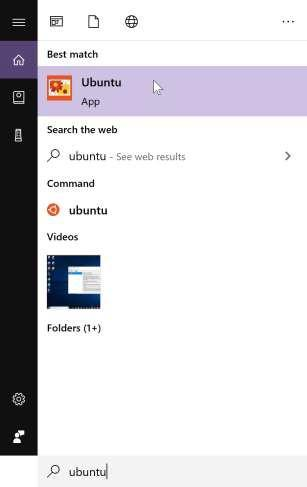 Best match
Ubuntu
App
Search the web
ubuntu - See web results
Command
ubuntu
Videos
Folders (1+)
ubuntu